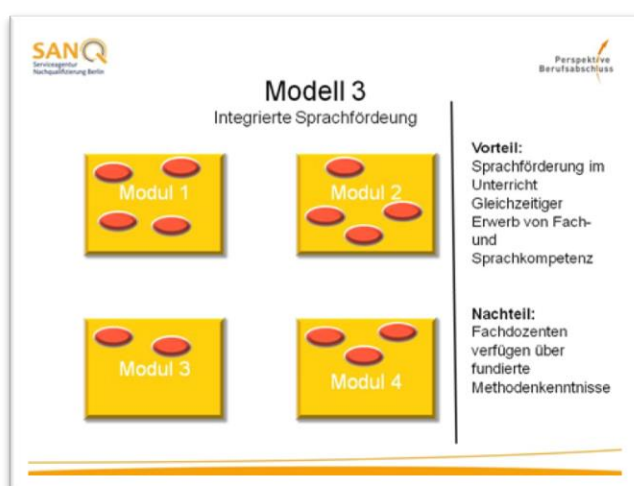 SANQ
Serviceagentur
Nachqualifizierung Berlin
Perspektive
Berufsabschluss
Modell 3
Integrierte Sprachfördeung
Modul 1
Modul 2
Modul 3
Modul 4
Vorteil:
Sprachförderung im
Unterricht
Gleichzeitiger
Erwerb von Fach-
und
Sprachkompetenz
Nachteil:
Fachdozenten
verfügen über
fundierte
Methodenkenntnisse